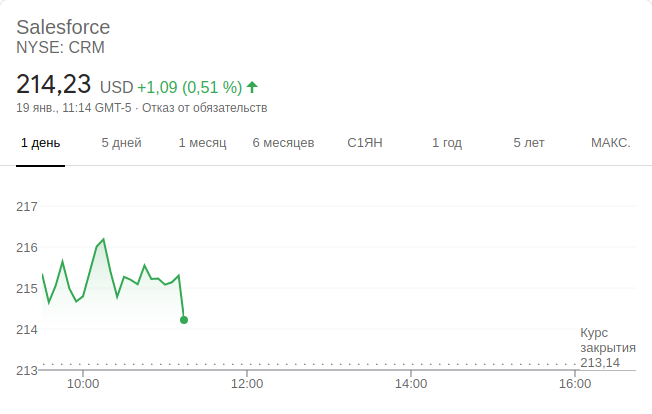 Salesforce
NYSE: CRM
214,23 USD +1,09 (0,51 %)
19 янв., 11:14 GMT-5 · Отказ от обязательств
1 день 5 дней 1 месяц 6 месяцев С1ЯН 1 год 5 лет МАКС.
217
216
215
214
Курс
закрытия
213,14
213
10:00 12:00 14:00 16:00